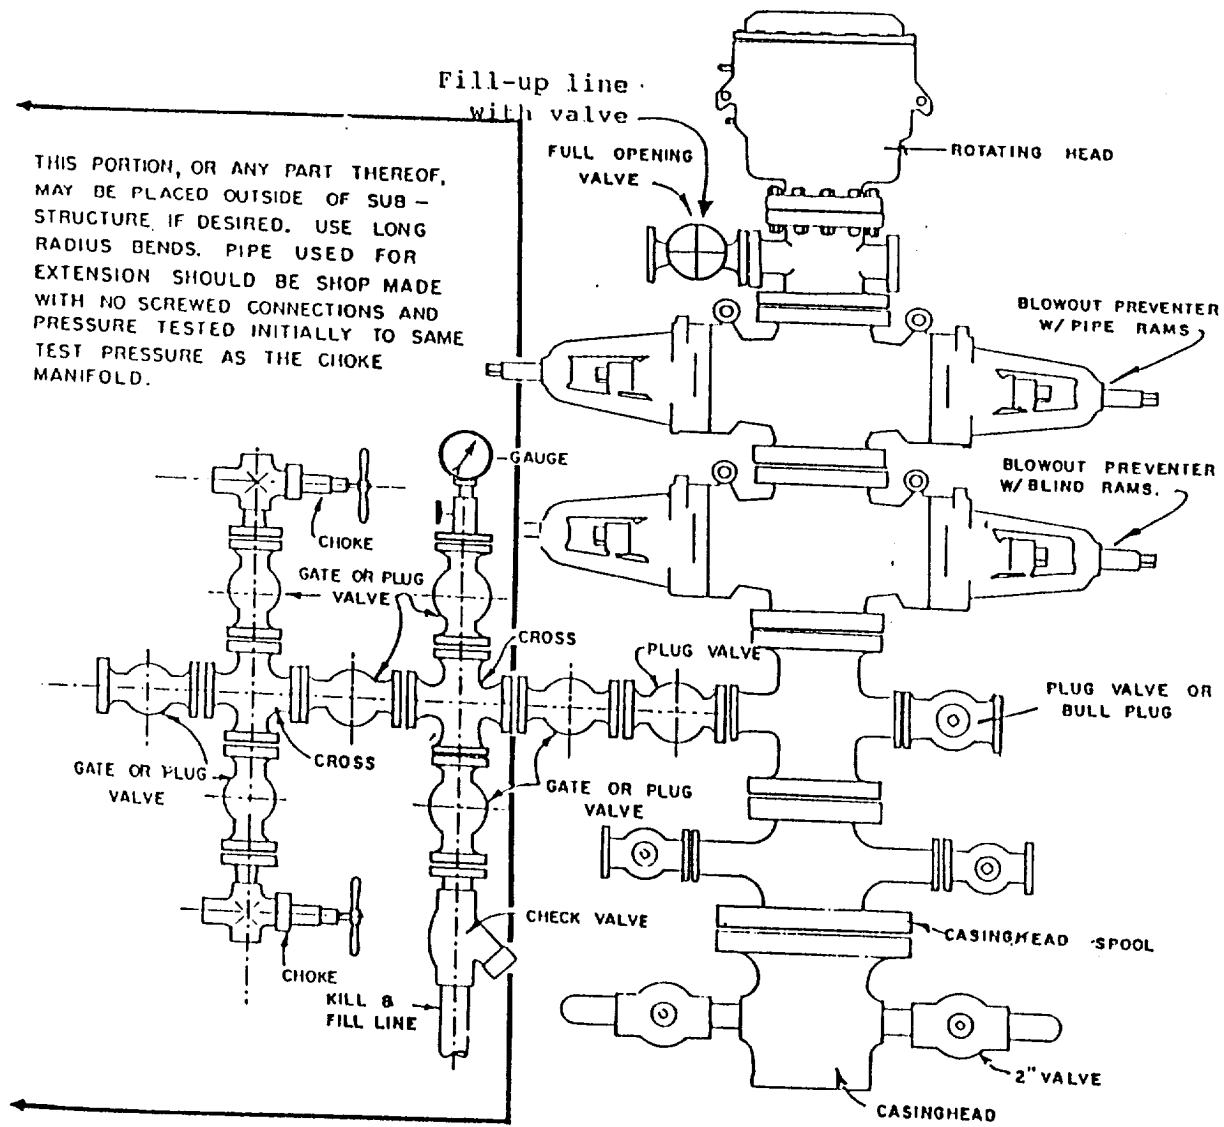 Fill-up line
with valve
FULL OPENING
VALVE
ROTATING HEAD
THIS PORTION, OR ANY PART THEREOF,
MAY BE PLACED OUTSIDE OF SUB-
STRUCTURE IF DESIRED. USE LONG
RADIUS BENDS. PIPE USED FOR
EXTENSION SHOULD BE SHOP MADE
WITH NO SCREWED CONNECTIONS AND
PRESSURE TESTED INITIALLY TO SAME
TEST PRESSURE AS THE CHOKE
MANIFOLD.
BLOWOUT PREVENTER
W/PIPE RAMS
GAUGE
BLOWOUT PREVENTER
W/BLIND RAMS.
CHOKE
GATE OR PLUG
VALVE
CROSS
PLUG VALVE
PLUG VALVE OR
BULL PLUG
CROSS
GATE OR PLUG
VALVE
GATE OR PLUG
VALVE
CHECK VALVE
CASINGHEAD SPOOL
CHOKE
KILL &
FILL LINE
2" VALVE
CASINGHEAD